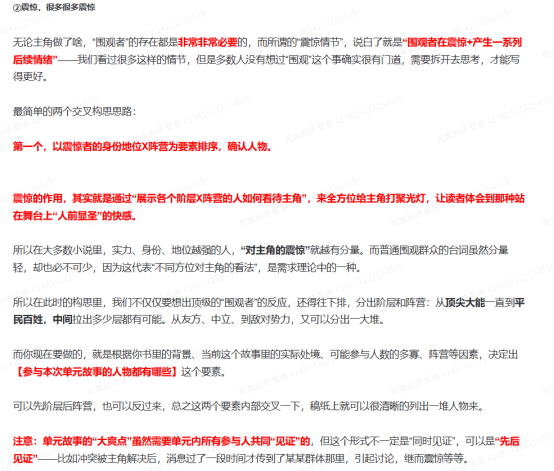 ②震惊，很多很多震惊
无论主角做了啥，“围观者”的存在都是非常非常必要的，而所谓的“震惊情节”，说白了就是“围观者在震惊+产生一系列
后续情绪”——我们看过很多这样的情节，但是多数人没有想过“围观”这个事确实很有门道，需要拆开去思考，才能写
得更好。
最简单的两个交叉构思思路：
第一个，以震惊者的身份地位X阵营为要素排序，确认人物。
震惊的作用，其实就是通过“展示各个阶层X阵营的人如何看待主角”，来全方位给主角打聚光灯，让读者体会到那种站
在舞台上“人前显圣”的快感。
所以在大多数小说里，实力、身份、地位越强的人，“对主角的震惊”就越有分量。而普通围观群众的台词虽然分量
轻，却也必不可少，因为这代表“不同方位对主角的看法”，是需求理论中的一种。
所以在此时的构思里，我们不仅仅要想出顶级的“围观者”的反应，还得往下排，分出阶层和阵营：从顶尖大能一直到平
民百姓，中间拉出多少层都有可能。从友方、中立、到敌对势力，又可以分出一大堆。
而你现在要做的，就是根据你书里的背景、当前这个故事里的实际处境、可能参与人数的多寡、阵营等因素，决定出
【参与本次单元故事的人物都有哪些】这个要素。
可以先阶层后阵营，也可以反过来，总之这两个要素内部交叉一下，稿纸上就可以很清晰的列出一堆人物来。
注意：单元故事的“大爽点”虽然需要单元内所有参与人共同“见证”的，但这个形式不一定是“同时见证”，可以是“先后
见证”——比如冲突被主角解决后，消息过了一段时间才传到了某某群体那里，引起讨论，继而震惊等等。